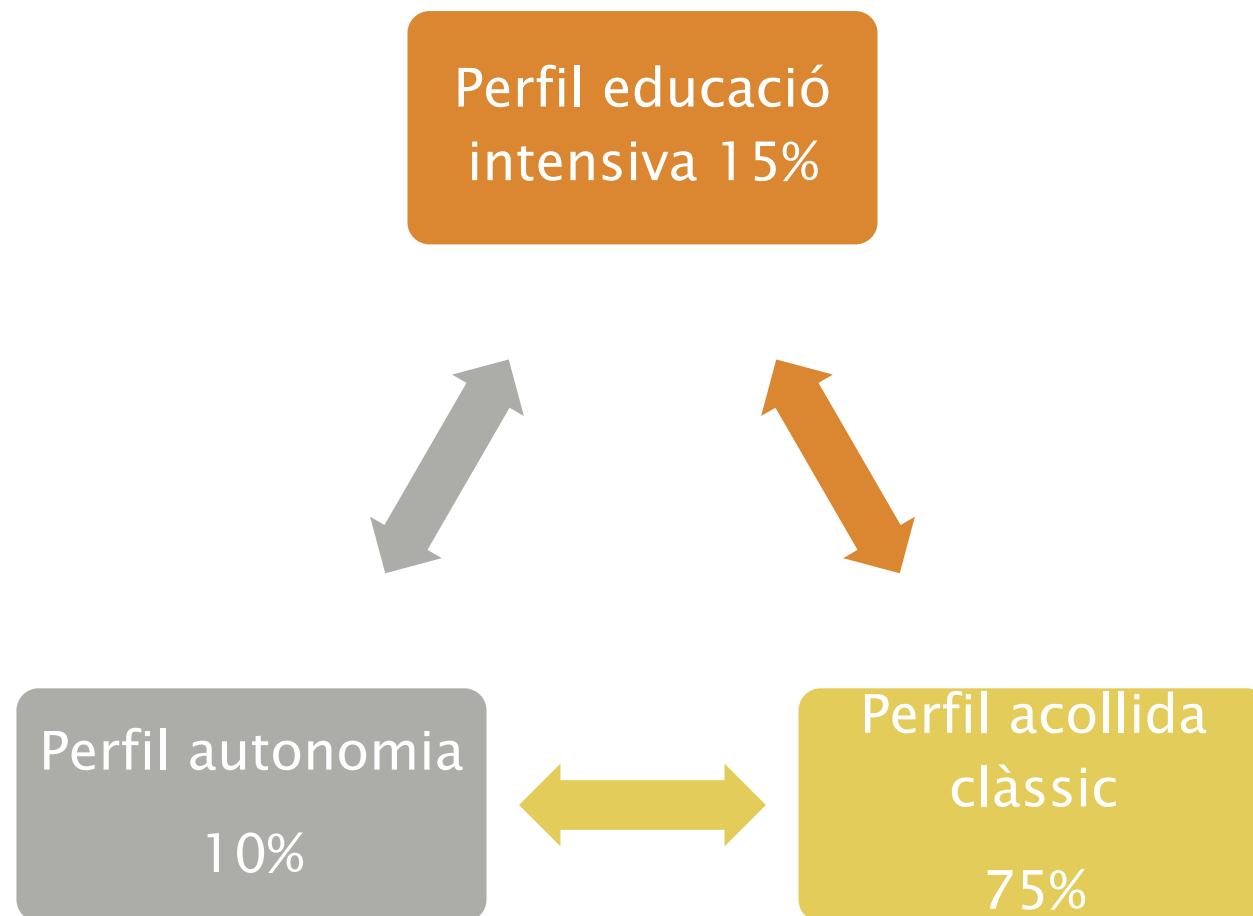 Perfil educació
intensiva 15%
Perfil autonomia
10%
Perfil acollida
clàssic
75%